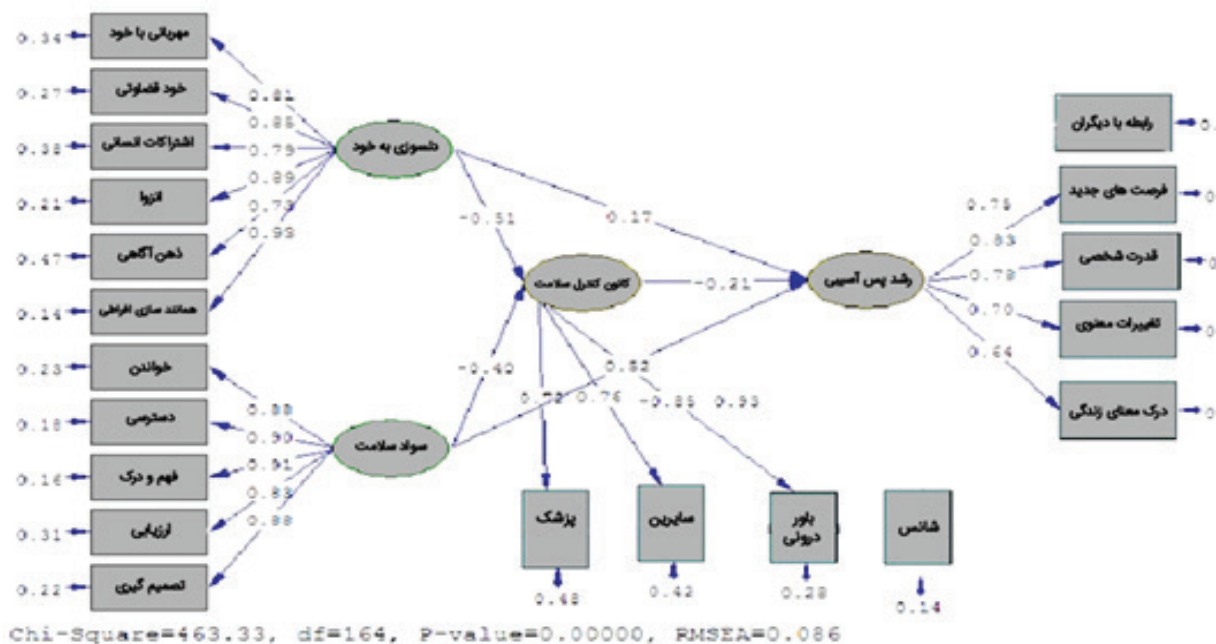 0.34
مهربانی با خود
0.27
خود قضاوتی
0.38
اشتراکات انسانی
0.21
انزوا
0.47
ذهن آگاهی
0.14
همانند سازی افراطی
0.23
خواندن
0.18
دسترسی
0.16
فهم و درک
0.31
ارزیابی
0.22
تصمیم گیری
0.81
0.85
0.79
0.89
0.73
0.93
دلسوزی به خود
0.88
0.90
0.91
0.83
0.88
سواد سلامت
-0.51
0.17
-0.40
0.52
کانون کنترل سلامت
-0.21
0.72
0.76
-0.85
0.93
پزشک
0.48
سایرین
0.42
باور
درونی
0.28
شانس
0.14
رشد پس آسیبی
0.75
0.83
0.78
0.70
0.64
رابطه با دیگران
فرصت های جدید
قدرت شخصی
تغییرات معنوی
درک معنای زندگی
Chi-Square=463.33, df=164, P-value=0.00000, RMSEA=0.086